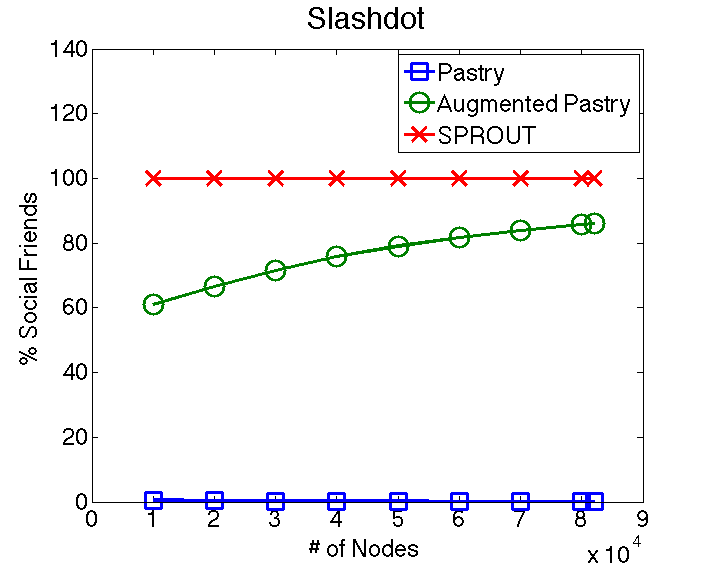 Slashdot
140
120
100
80
60
40
20
0
% Social Friends
Pastry
Augmented Pastry
SPROUT
0 1 2 3 4 5 6 7 8 9
# of Nodes
x 10^4